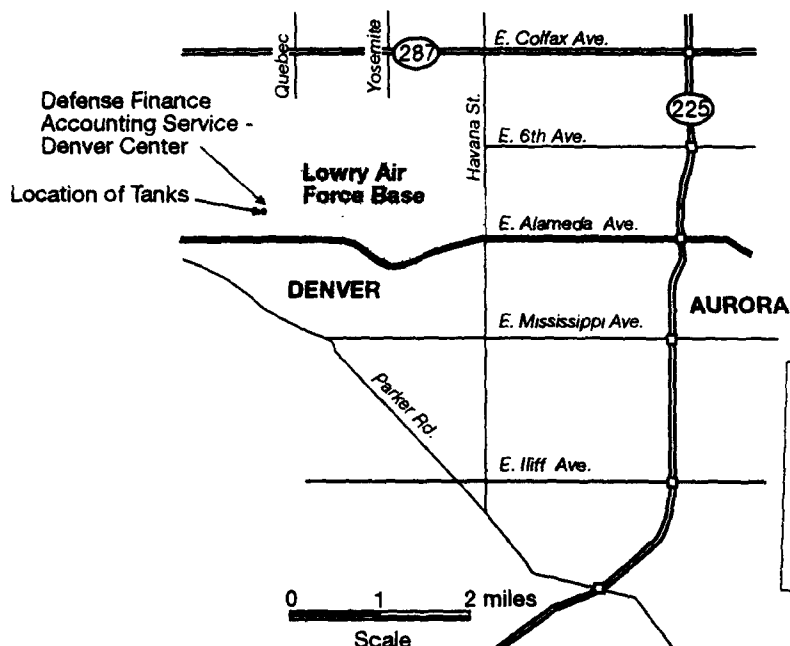 Quebec
Yosemite
287
E. Colfax Ave.
225
Defense Finance
Accounting Service -
Denver Center
Havana St.
E. 6th Ave.
Lowry Air
Force Base
Location of Tanks
E. Alameda Ave.
DENVER
AURORA
E. Mississippi Ave.
Parker Rd.
E. Iliff Ave.
0 1 2 miles
Scale